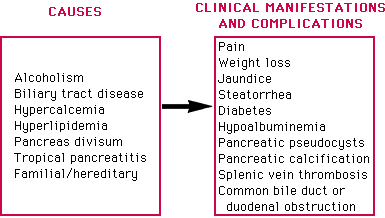 CAUSES
Alcoholism
Biliary tract disease
Hypercalcemia
Hyperlipidemia
Pancreas divisum
Tropical pancreatitis
Familial/hereditary
CLINICAL MANIFESTATIONS
AND COMPLICATIONS
Pain
Weight loss
Jaundice
Steatorrhea
Diabetes
Hypoalbuminemia
Pancreatic pseudocysts
Pancreatic calcification
Splenic vein thrombosis
Common bile duct or
duodenal obstruction